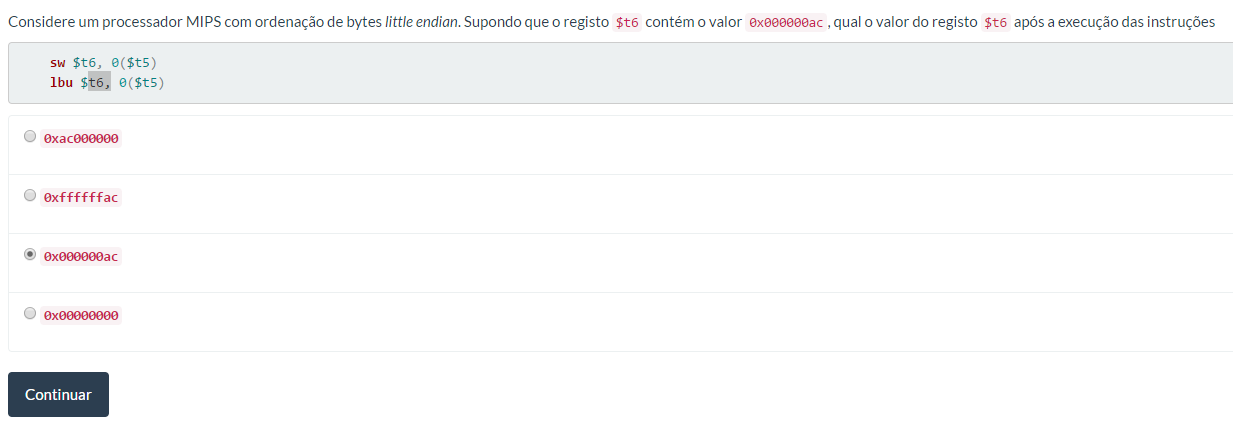 Considere um processador MIPS com ordenação de bytes little endian. Supondo que o registo $t6 contém o valor 0x000000ac, qual o valor do registo $t6 após a execução das instruções
sw $t6, 0($t5)
lbu $t6, 0($t5)
0xac000000
0xffffffac
0x000000ac
0x00000000
Continuar